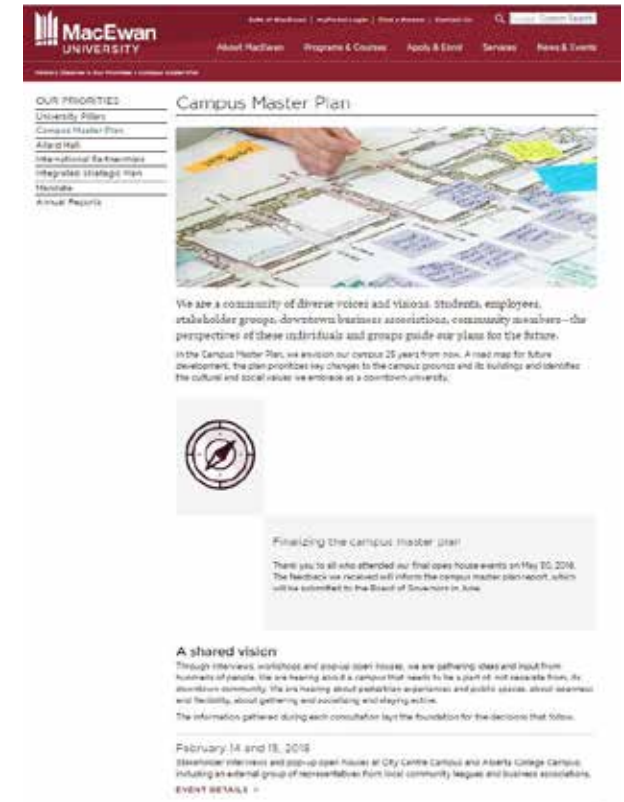 MacEwan
UNIVERSITY
About MacEwan Programs & Courses Apply & Enrol Services News & Events
OUR PRIORITIES
University Pillars
Campus Master Plan
Allard Hall
International Partnerships
Integrated Strategic Plan
Mandate
Annual Reports
Campus Master Plan
We are a community of diverse voices and visions. Students, employees,
stakeholder groups, downtown business associations, community members—the
perspectives of these individuals and groups guide our plans for the future.
In the Campus Master Plan, we envision our campus 25 years from now. A road map for future
development, the plan prioritizes key changes to the campus grounds and its buildings and identifies
the cultural and social values we embrace as a downtown university.
Finalizing the campus master plan
Thank you to all who attended our final open house events on May 30, 2018.
The feedback we received will inform the campus master plan report, which
will be submitted to the Board of Governors in June.
A shared vision
Through interviews, workshops and pop-up open houses, we are gathering ideas and input from
hundreds of people. We are hearing about a campus that needs to be a part of, not separate from, its
downtown community. We are hearing about pedestrian experiences and public spaces, about openness
and flexibility, about gathering and socializing and staying active.
The information gathered during each consultation lays the foundation for the decisions that follow.
February 14 and 15, 2018
Stakeholder interviews and pop-up open houses at City Centre Campus and Alberta College Campus,
including an external group of representatives from local community leagues and business associations.
EVENT DETAILS